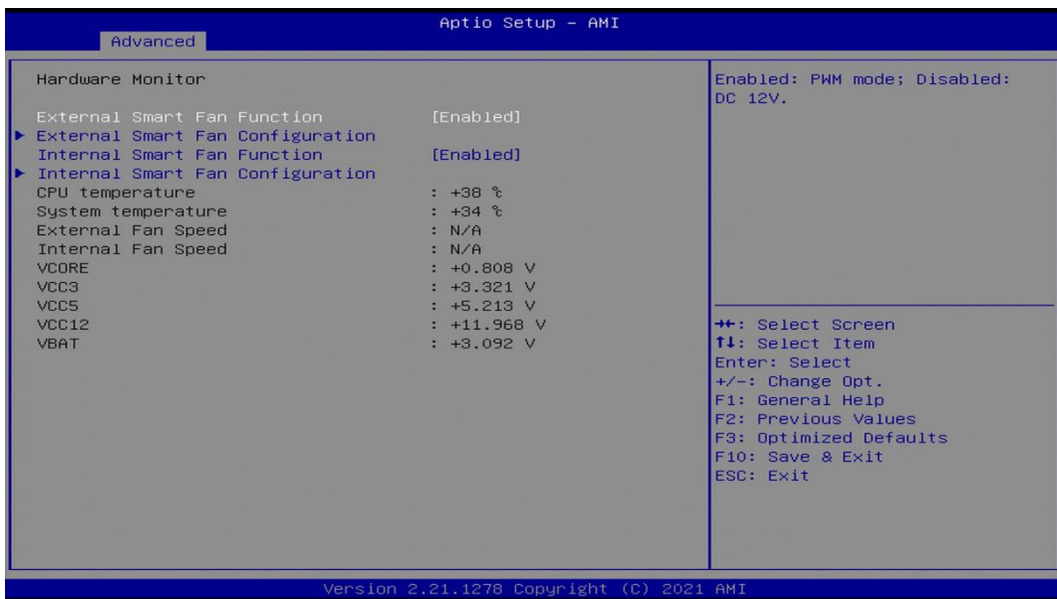 Aptio Setup – AMI
Advanced
Hardware Monitor
External Smart Fan Function [Enabled]
▶ External Smart Fan Configuration
Internal Smart Fan Function [Enabled]
▶ Internal Smart Fan Configuration
CPU temperature : +38 ℃
System temperature : +34 ℃
External Fan Speed : N/A
Internal Fan Speed : N/A
VCORE : +0.808 V
VCC3 : +3.321 V
VCC5 : +5.213 V
VCC12 : +11.968 V
VBAT : +3.092 V
Enabled: PWM mode; Disabled:
DC 12V.
→←: Select Screen
↑↓: Select Item
Enter: Select
+/-: Change Opt.
F1: General Help
F2: Previous Values
F3: Optimized Defaults
F10: Save & Exit
ESC: Exit
Version 2.21.1278 Copyright (C) 2021 AMI